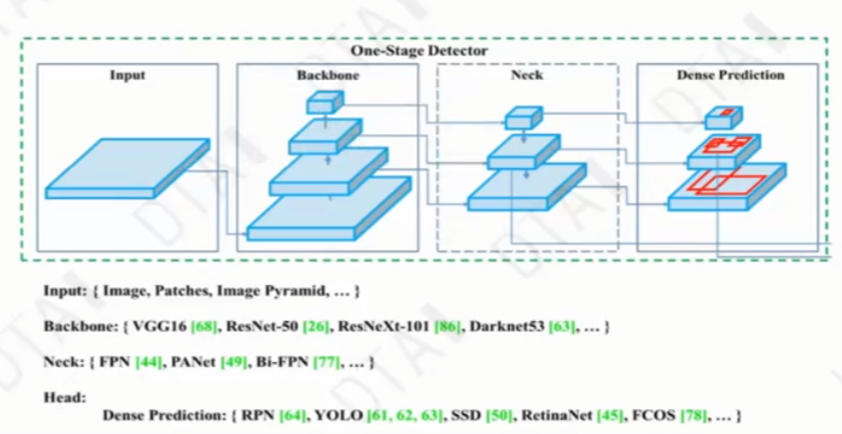 One-Stage Detector
Input
Backbone
Neck
Dense Prediction
Input: { Image, Patches, Image Pyramid, ... }
Backbone: { VGG16 [68], ResNet-50 [26], ResNeXt-101 [86], Darknet53 [63], ... }
Neck: { FPN [44], PANet [49], Bi-FPN [77], ... }
Head:
Dense Prediction: { RPN [64], YOLO [61, 62, 63], SSD [50], RetinaNet [45], FCOS [78], ... }